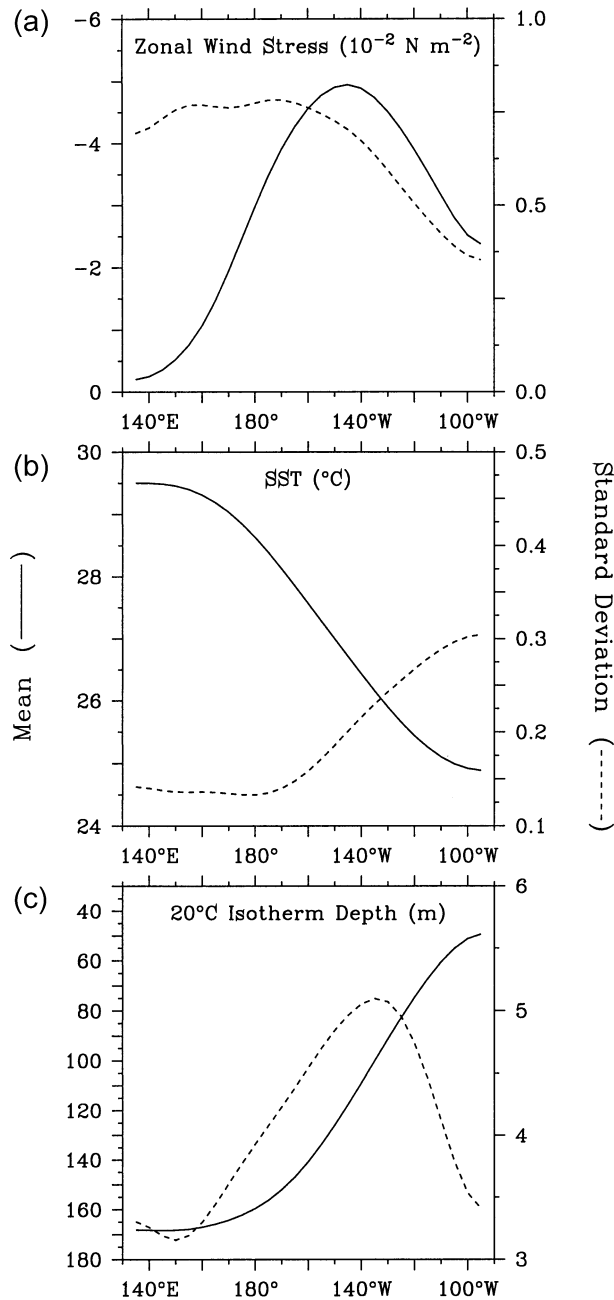 (a)
Zonal Wind Stress (10⁻² N m⁻²)
-6
-4
-2
0
1.0
0.5
0.0
140°E 180° 140°W 100°W
(b)
SST (°C)
30
28
26
24
0.5
0.4
0.3
0.2
0.1
140°E 180° 140°W 100°W
Mean (——)
Standard Deviation (-----)
(c)
20°C Isotherm Depth (m)
40
60
80
100
120
140
160
180
6
5
4
3
140°E 180° 140°W 100°W